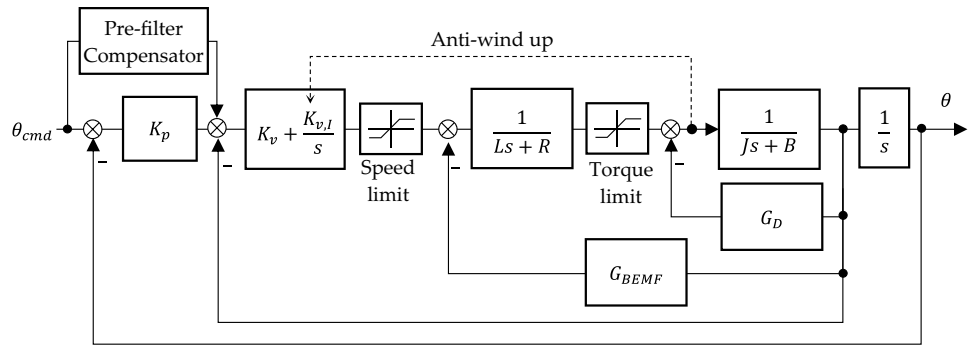 Pre-filter
Compensator
Anti-wind up
θ_cmd
K_p
K_v + K_{v,I}/s
Speed
limit
1/(Ls + R)
Torque
limit
1/(Js + B)
1/s
θ
G_D
G_BEMF
–
–
–
–